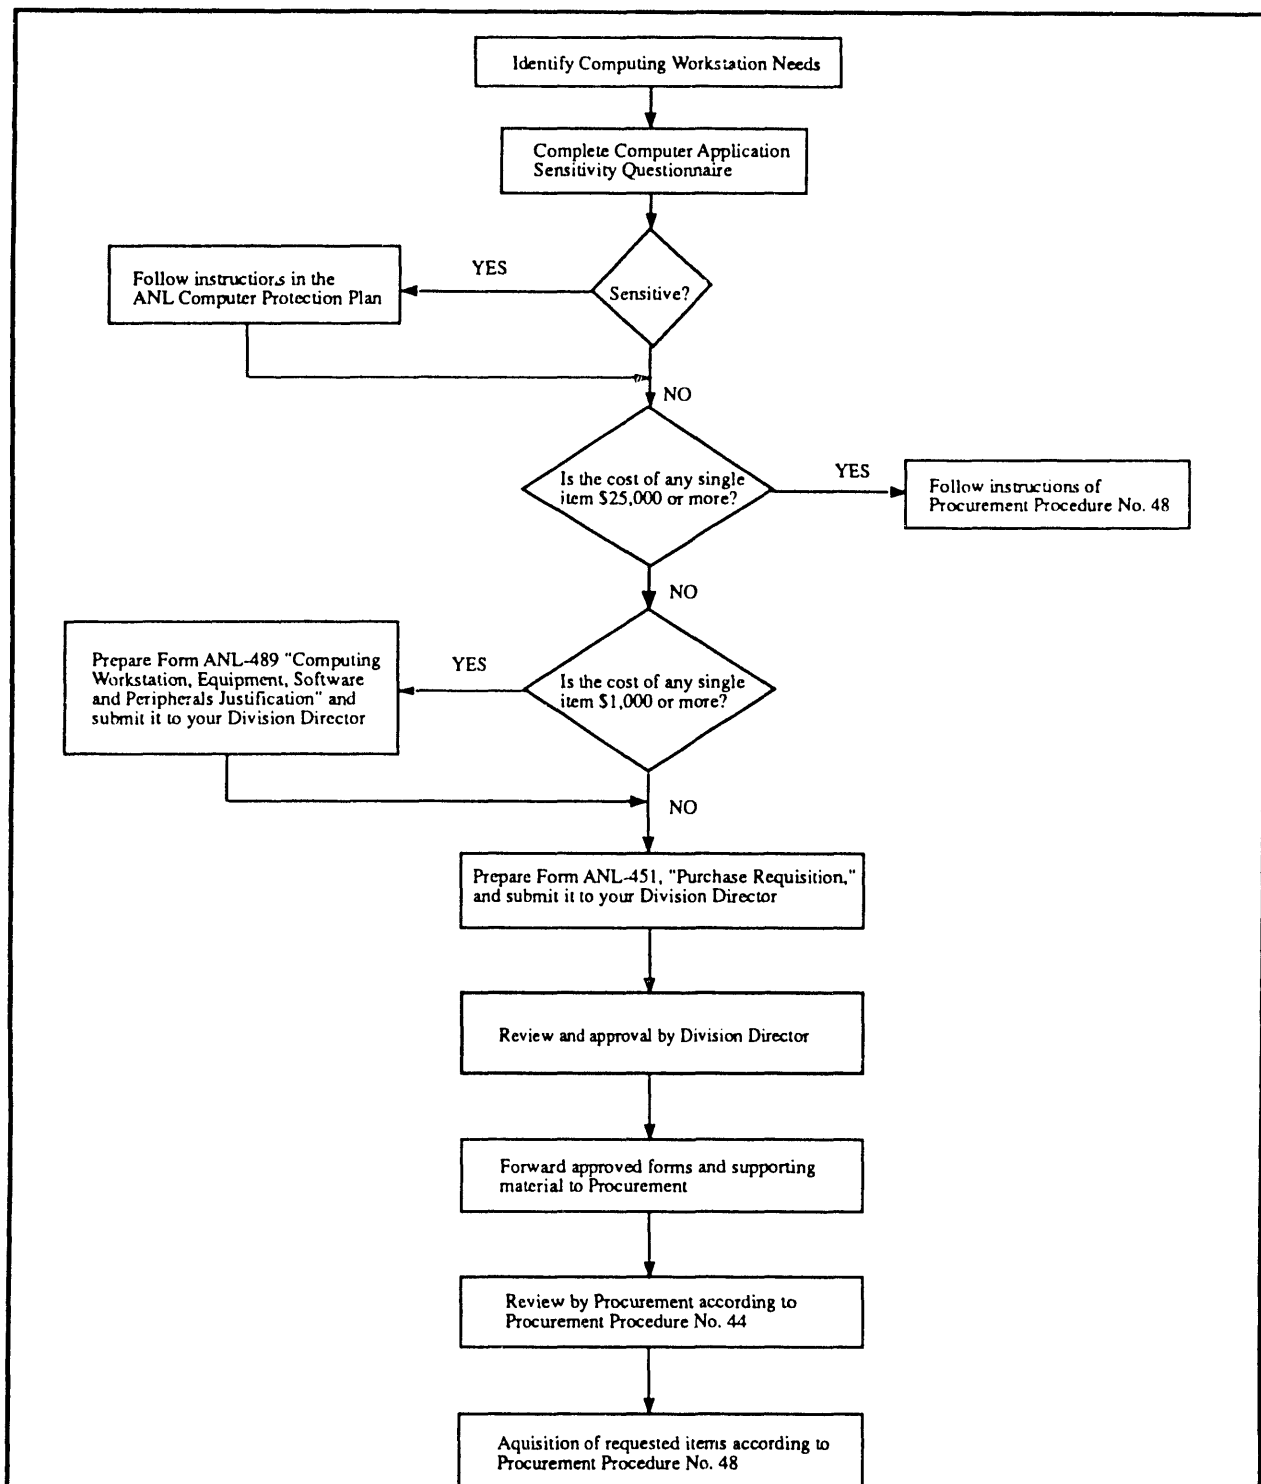 Identify Computing Workstation Needs
Complete Computer Application
Sensitivity Questionnaire
YES
Follow instructions in the
ANL Computer Protection Plan
Sensitive?
NO
Is the cost of any single
item $25,000 or more?
YES
Follow instructions of
Procurement Procedure No. 48
NO
Prepare Form ANL-489 "Computing
Workstation, Equipment, Software
and Peripherals Justification" and
submit it to your Division Director
YES
Is the cost of any single
item $1,000 or more?
NO
Prepare Form ANL-451, "Purchase Requisition,"
and submit it to your Division Director
Review and approval by Division Director
Forward approved forms and supporting
material to Procurement
Review by Procurement according to
Procurement Procedure No. 44
Aquisition of requested items according to
Procurement Procedure No. 48